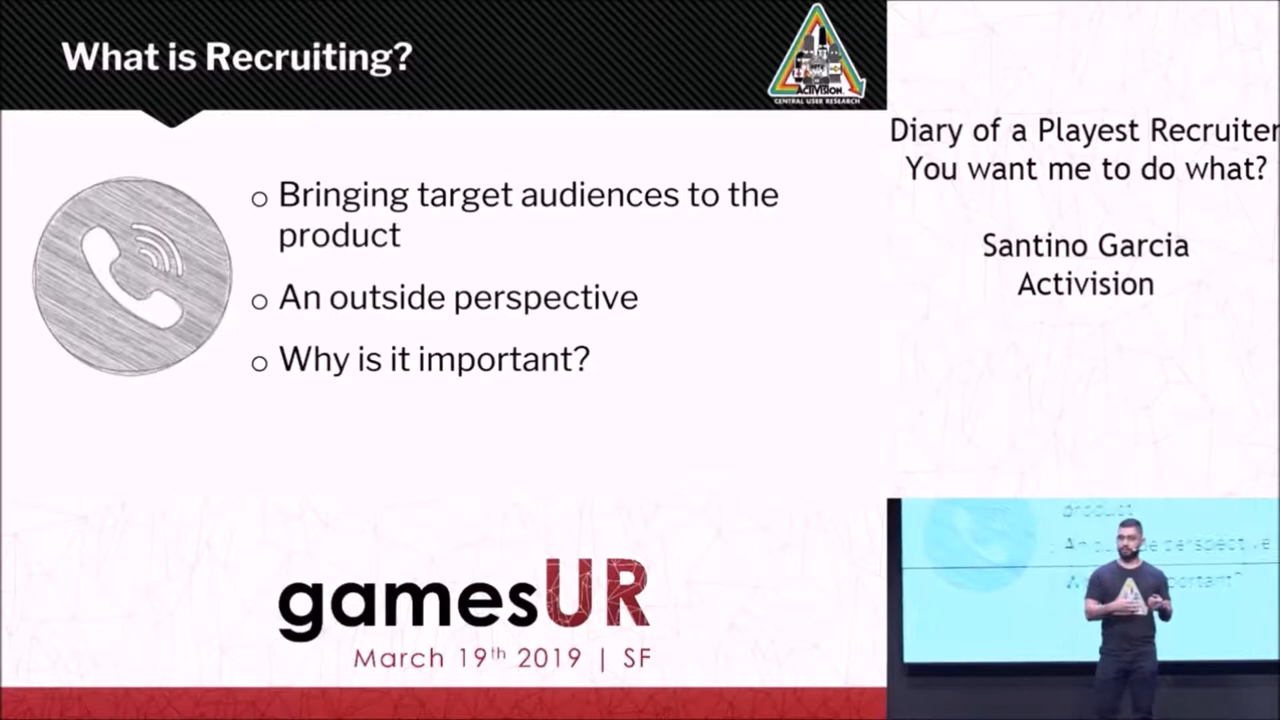 What is Recruiting?
ACTIVISION
CENTRAL USER RESEARCH
o Bringing target audiences to the
product
o An outside perspective
o Why is it important?
gamesUR
March 19th 2019 | SF
Diary of a Playest Recruiter
You want me to do what?
Santino Garcia
Activision
product